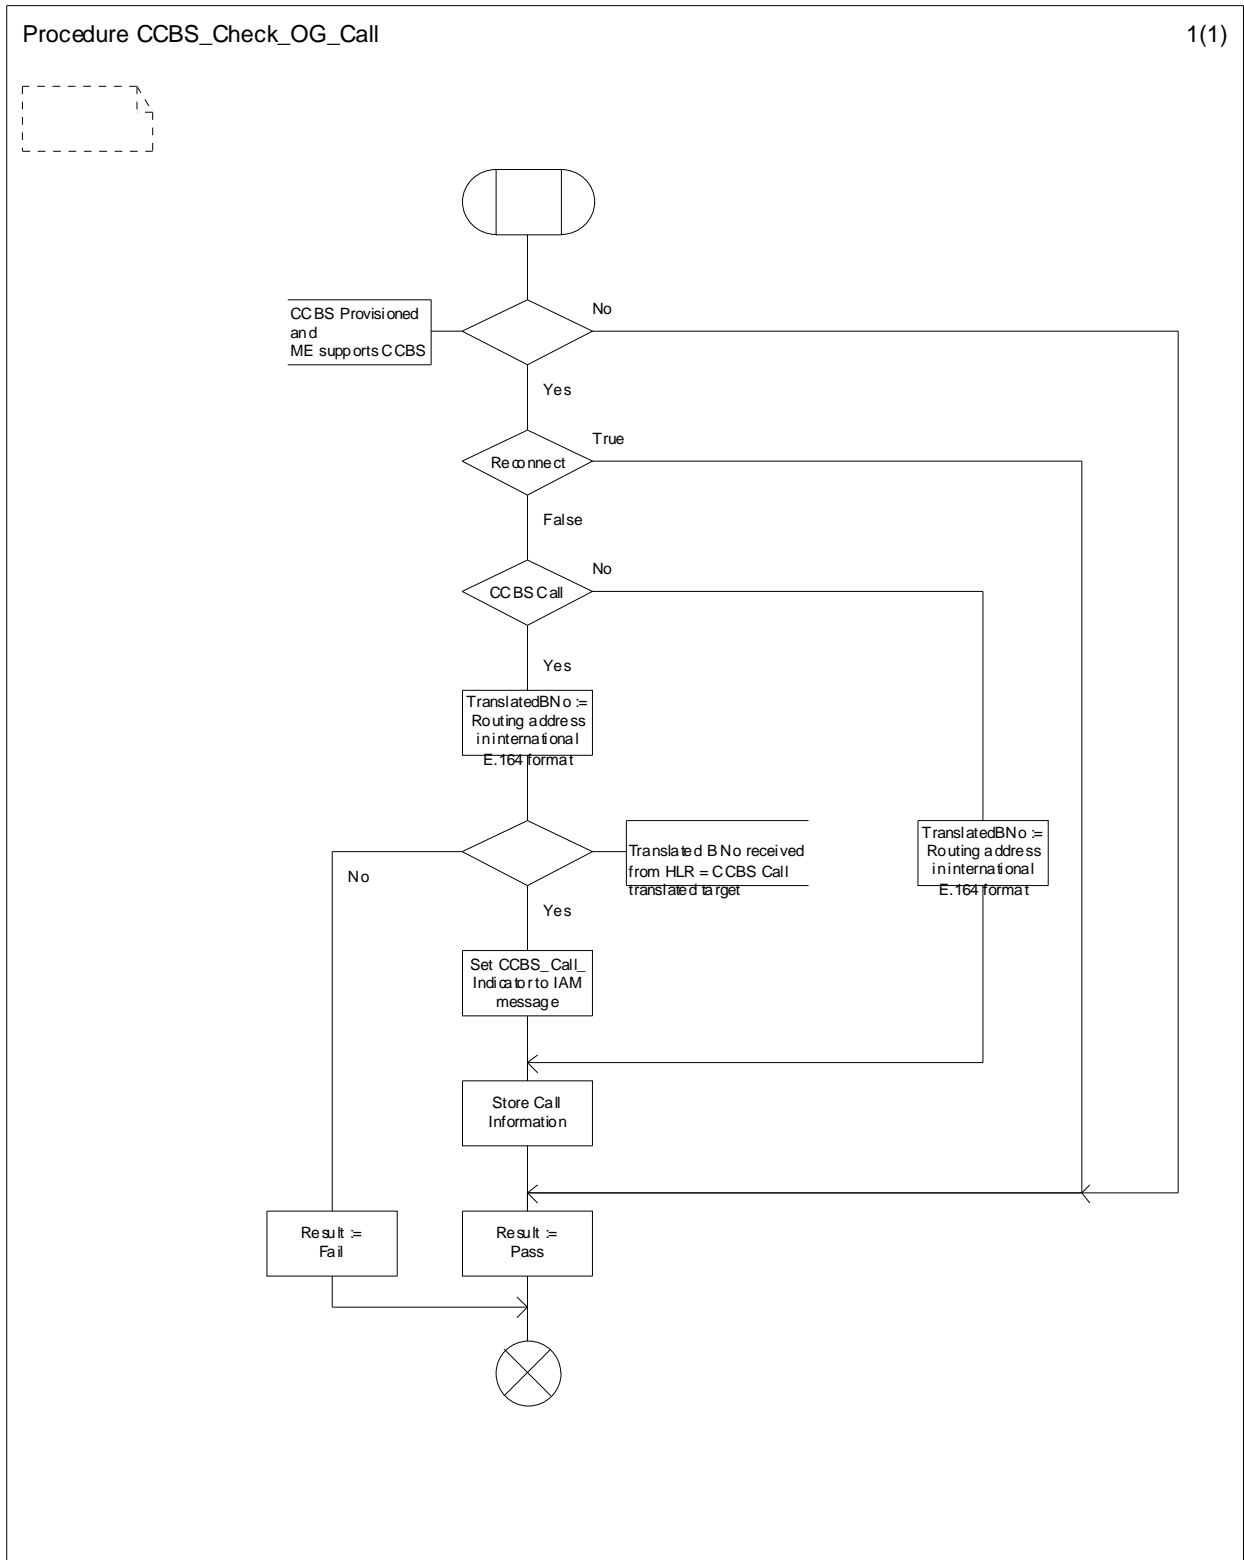 Procedure CCBS_Check_OG_Call
1(1)
CCBS Provisioned
and
ME supports CCBS
No
Yes
True
Reconnect
False
No
CCBS Call
Yes
TranslatedBNo :=
Routing address
in international
E.164 format
Translated BNo received
from HLR = CCBS Call
translated target
TranslatedBNo :=
Routing address
in international
E.164 format
No
Yes
Set CCBS_Call_
Indicator to IAM
message
Store Call
Information
Result :=
Fail
Result :=
Pass